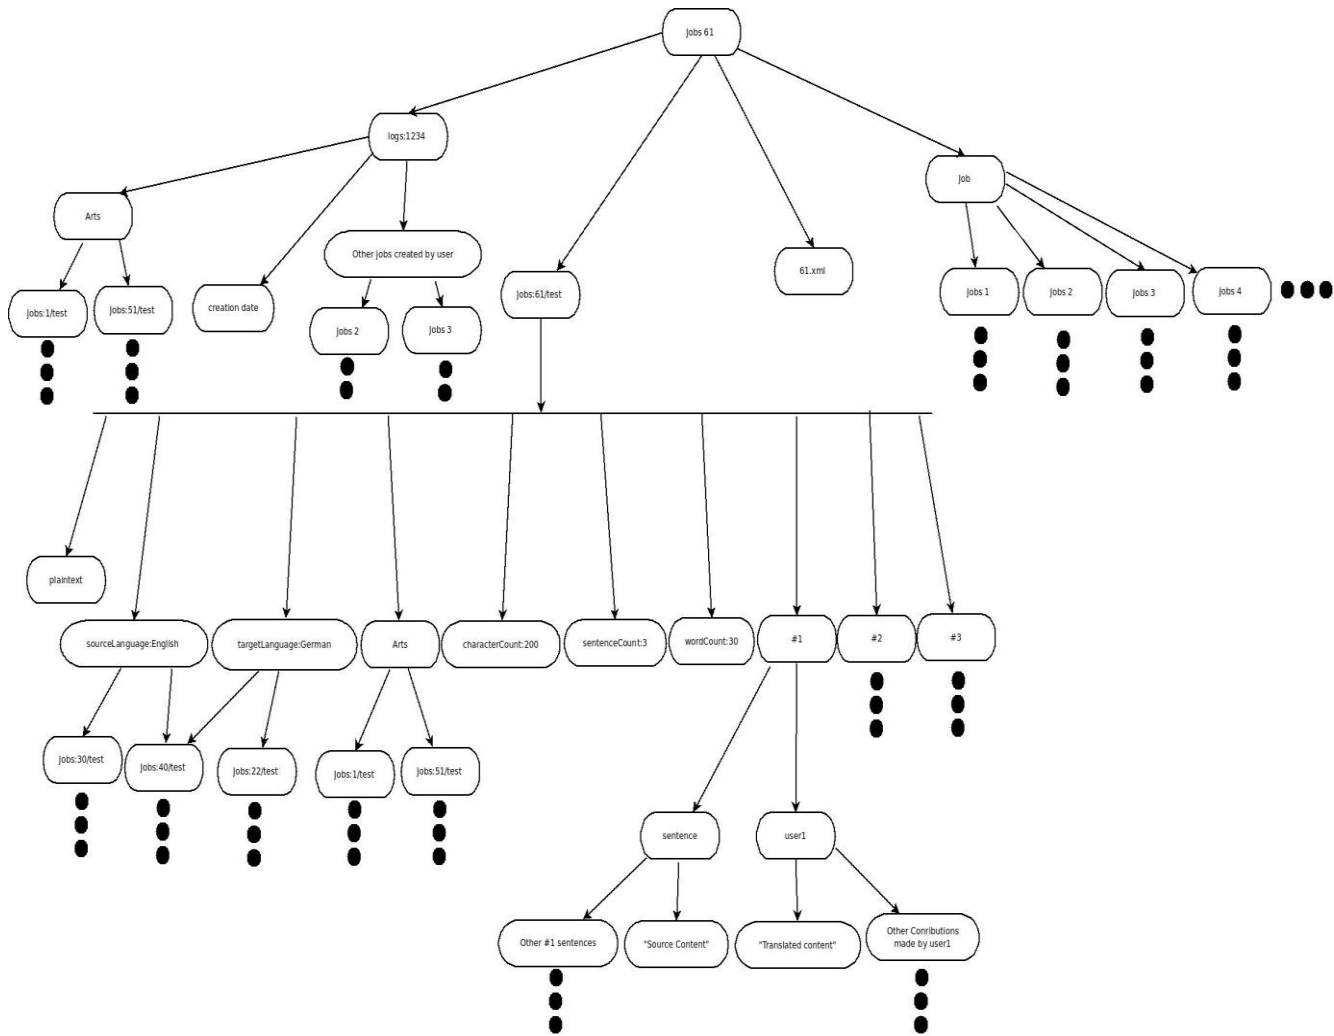 Jobs 61
logs:1234
Job
Arts
Other jobs created by user
61.xml
Jobs:61/test
Jobs:1/test
Jobs:51/test
creation date
Jobs 2
Jobs 3
Jobs 1
Jobs 2
Jobs 3
Jobs 4
plaintext
sourceLanguage:English
targetLanguage:German
Arts
characterCount:200
sentenceCount:3
wordCount:30
#1
#2
#3
Jobs:30/test
Jobs:40/test
Jobs:22/test
Jobs:1/test
Jobs:51/test
sentence
user1
Other #1 sentences
"Source Content"
"Translated content"
Other Conributions
made by user1